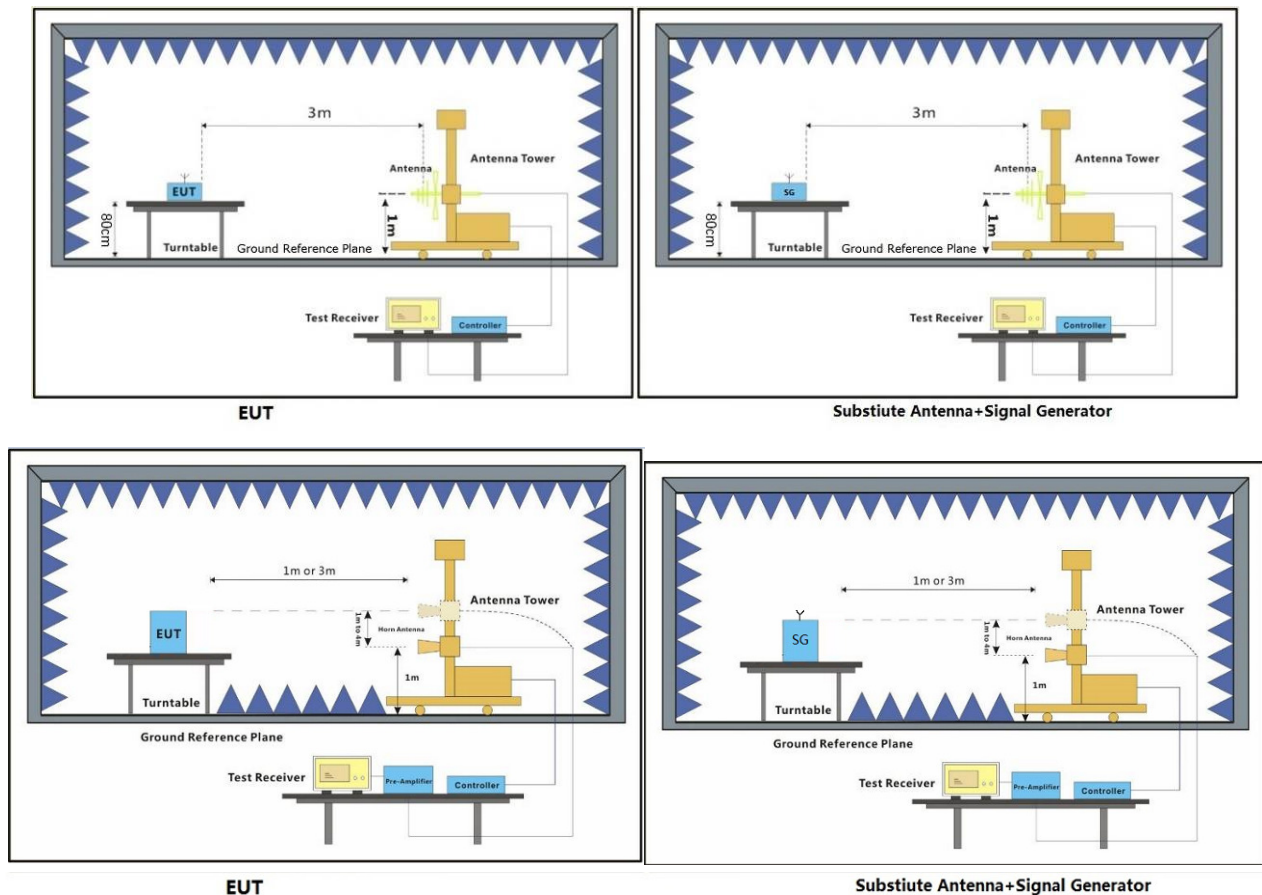 3m
Antenna Tower
Antenna
EUT
80cm
1m
Turntable
Ground Reference Plane
Test Receiver
Controller
EUT
3m
Antenna Tower
Antenna
SG
80cm
1m
Turntable
Ground Reference Plane
Test Receiver
Controller
Substiute Antenna+Signal Generator
1m or 3m
Antenna Tower
1m to 4m
Horn Antenna
EUT
1m
Turntable
Ground Reference Plane
Test Receiver
Pre-Amplifier
Controller
EUT
1m or 3m
Antenna Tower
1m to 4m
Horn Antenna
SG
1m
Turntable
Ground Reference Plane
Test Receiver
Pre-Amplifier
Controller
Substiute Antenna+Signal Generator